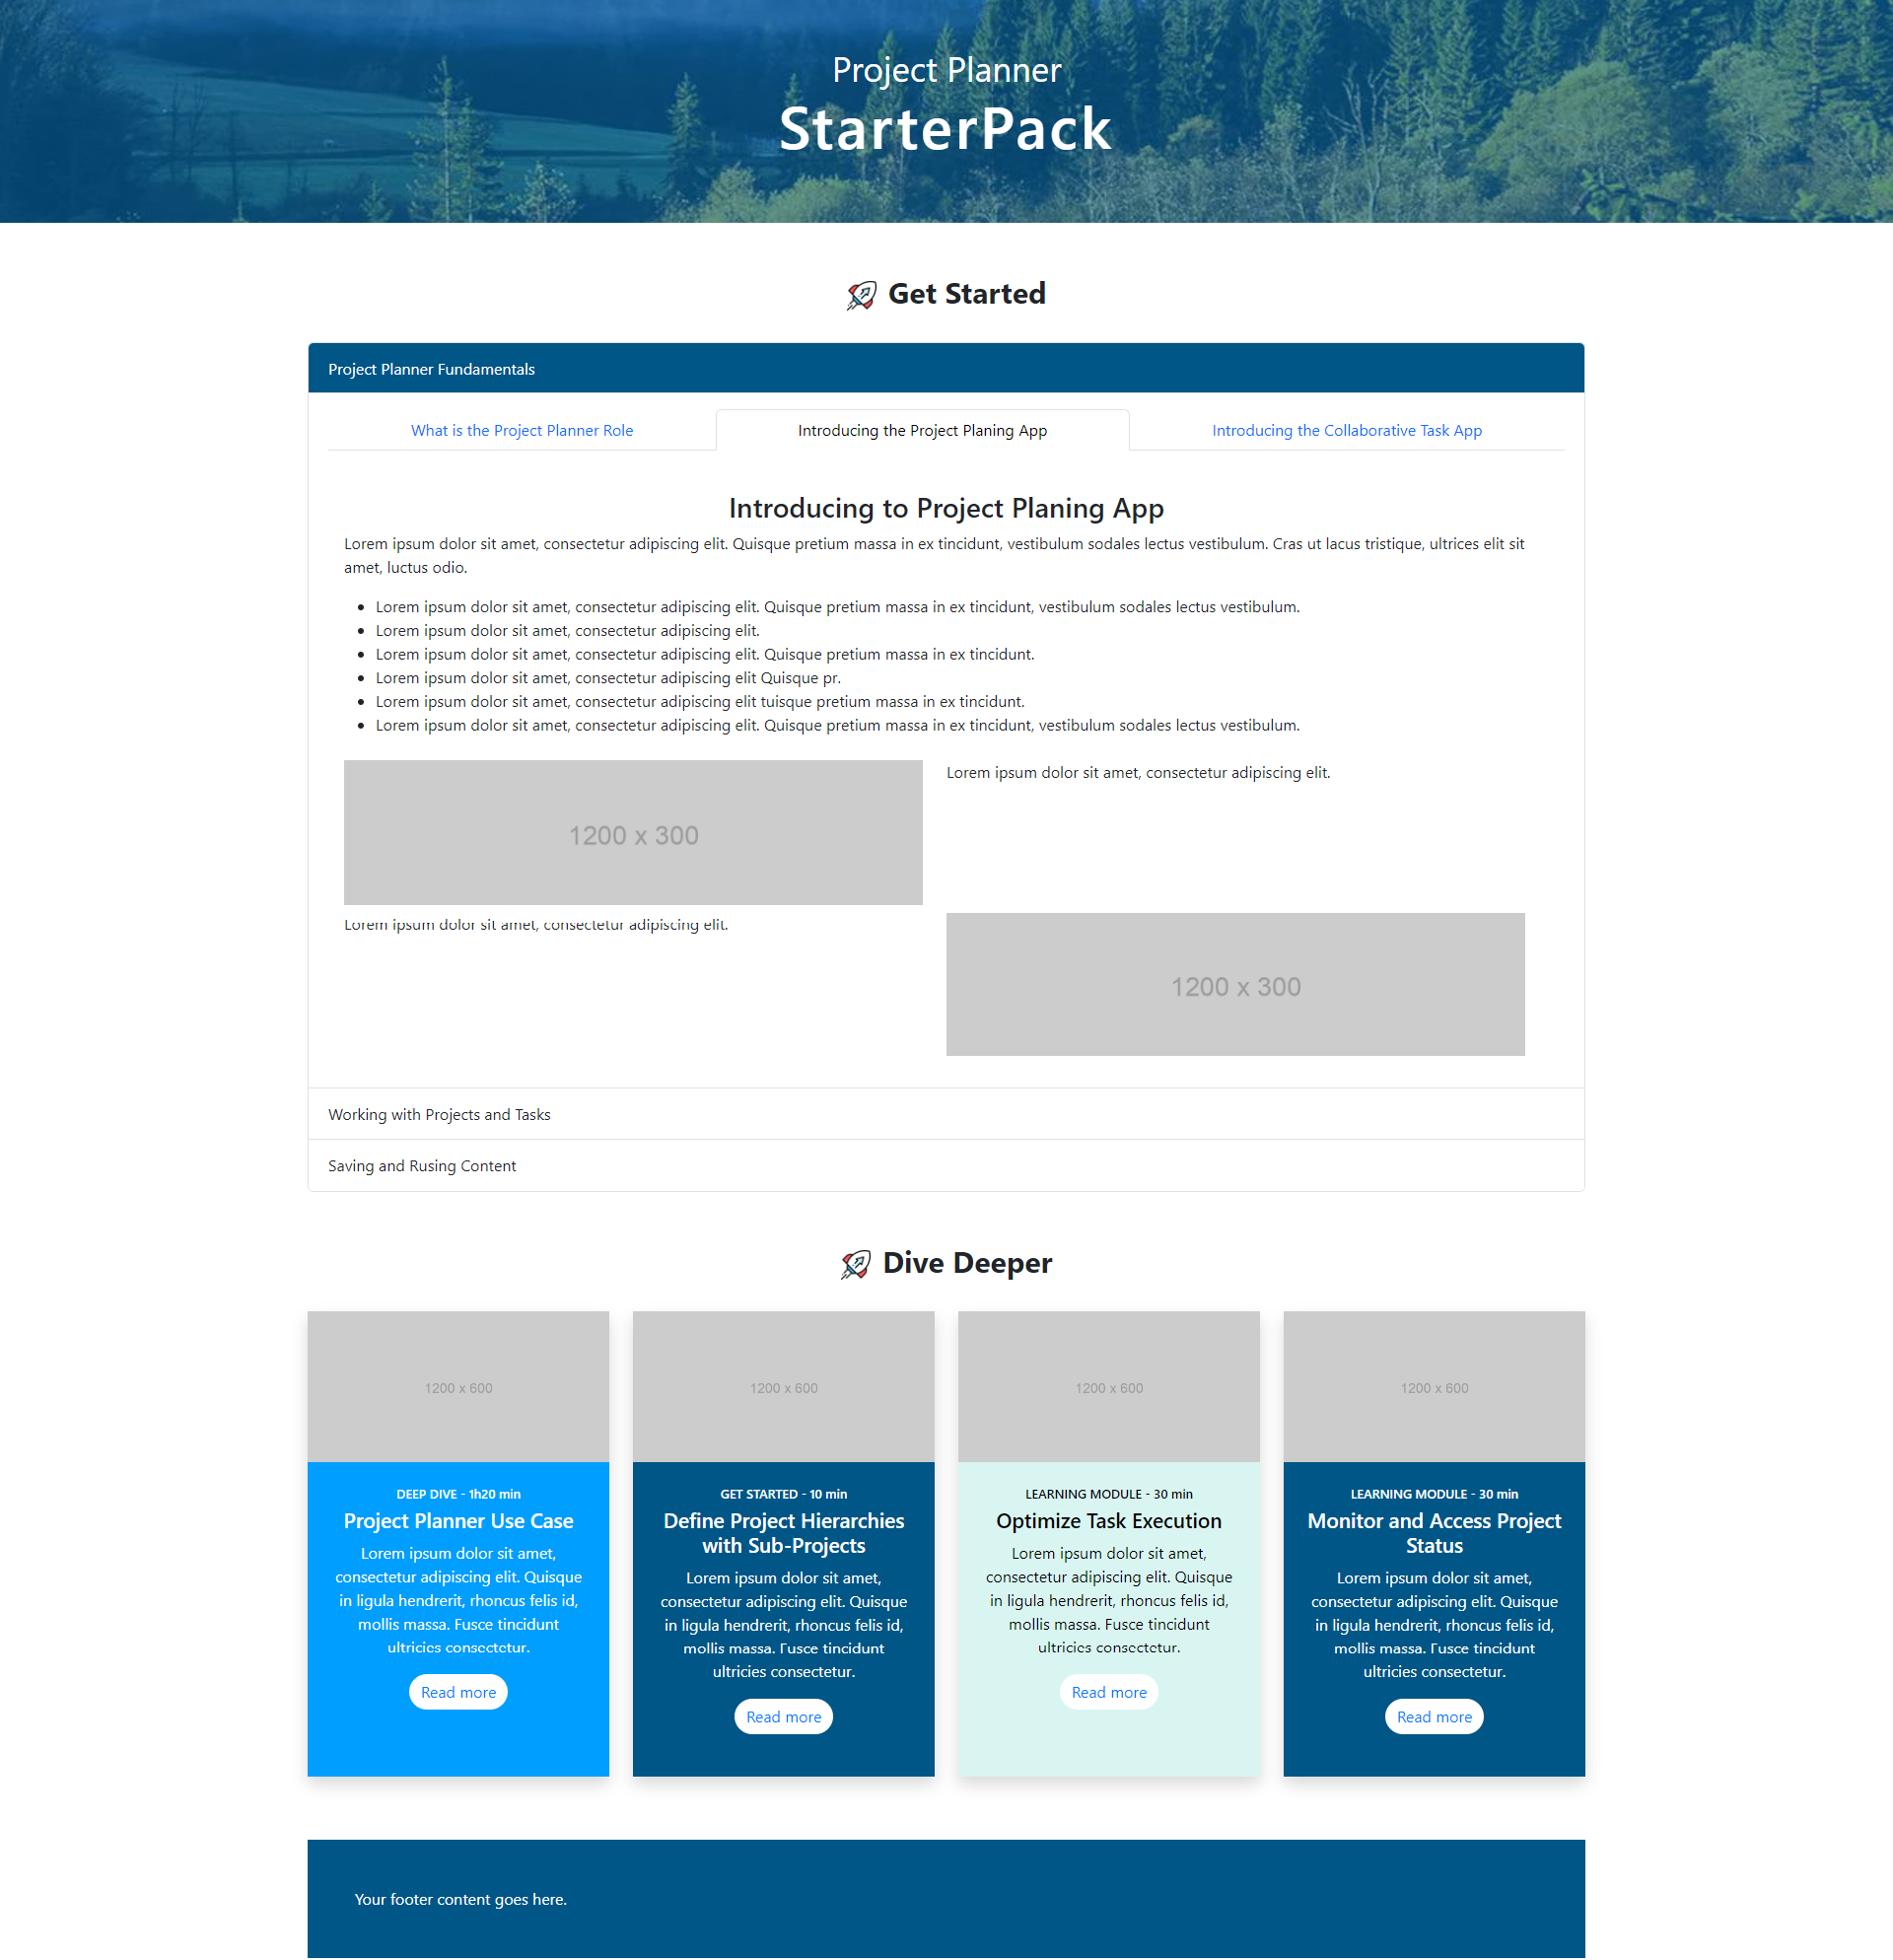 Project Planner
StarterPack
Get Started
Project Planner Fundamentals
What is the Project Planner Role
Introducing the Project Planing App
Introducing the Collaborative Task App
Introducing to Project Planing App
Lorem ipsum dolor sit amet, consectetur adipiscing elit. Quisque pretium massa in ex tincidunt, vestibulum sodales lectus vestibulum. Cras ut lacus tristique, ultrices elit sit
amet, luctus odio.
Lorem ipsum dolor sit amet, consectetur adipiscing elit. Quisque pretium massa in ex tincidunt, vestibulum sodales lectus vestibulum.
Lorem ipsum dolor sit amet, consectetur adipiscing elit.
Lorem ipsum dolor sit amet, consectetur adipiscing elit. Quisque pretium massa in ex tincidunt.
Lorem ipsum dolor sit amet, consectetur adipiscing elit Quisque pr.
Lorem ipsum dolor sit amet, consectetur adipiscing elit tuisque pretium massa in ex tincidunt.
Lorem ipsum dolor sit amet, consectetur adipiscing elit. Quisque pretium massa in ex tincidunt, vestibulum sodales lectus vestibulum.
1200 x 300
Lorem ipsum dolor sit amet, consectetur adipiscing elit.
Lorem ipsum dolor sit amet, consectetur adipiscing elit.
1200 x 300
Working with Projects and Tasks
Saving and Rusing Content
Dive Deeper
1200 x 600
DEEP DIVE - 1h20 min
Project Planner Use Case
Lorem ipsum dolor sit amet,
consectetur adipiscing elit. Quisque
in ligula hendrerit, rhoncus felis id,
mollis massa. Fusce tincidunt
ultricies consectetur.
Read more
1200 x 600
GET STARTED - 10 min
Define Project Hierarchies
with Sub-Projects
Lorem ipsum dolor sit amet,
consectetur adipiscing elit. Quisque
in ligula hendrerit, rhoncus felis id,
mollis massa. Fusce tincidunt
ultricies consectetur.
Read more
1200 x 600
LEARNING MODULE - 30 min
Optimize Task Execution
Lorem ipsum dolor sit amet,
consectetur adipiscing elit. Quisque
in ligula hendrerit, rhoncus felis id,
mollis massa. Fusce tincidunt
ultricies consectetur.
Read more
1200 x 600
LEARNING MODULE - 30 min
Monitor and Access Project
Status
Lorem ipsum dolor sit amet,
consectetur adipiscing elit. Quisque
in ligula hendrerit, rhoncus felis id,
mollis massa. Fusce tincidunt
ultricies consectetur.
Read more
Your footer content goes here.